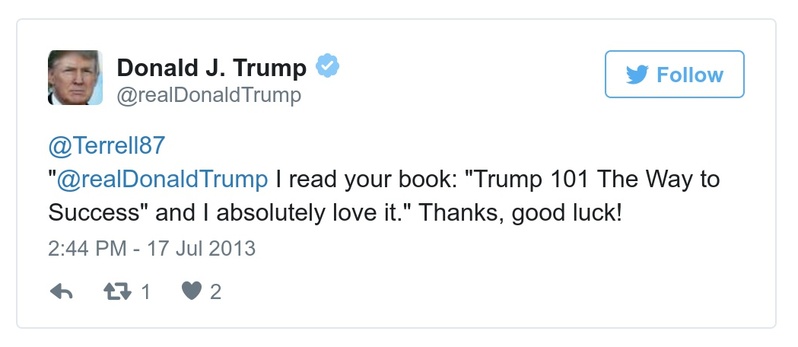 Donald J. Trump
@realDonaldTrump
Follow
@Terrell87
"@realDonaldTrump I read your book: "Trump 101 The Way to
Success" and I absolutely love it." Thanks, good luck!
2:44 PM - 17 Jul 2013
1 2